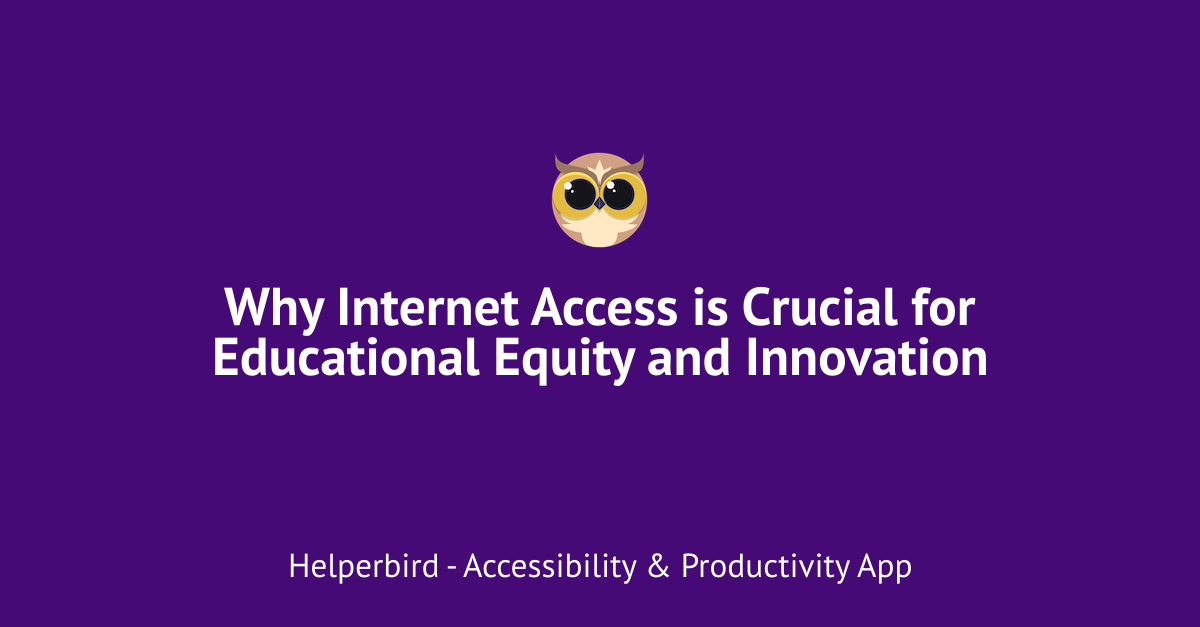 Why Internet Access is Crucial for
Educational Equity and Innovation
Helperbird - Accessibility & Productivity App